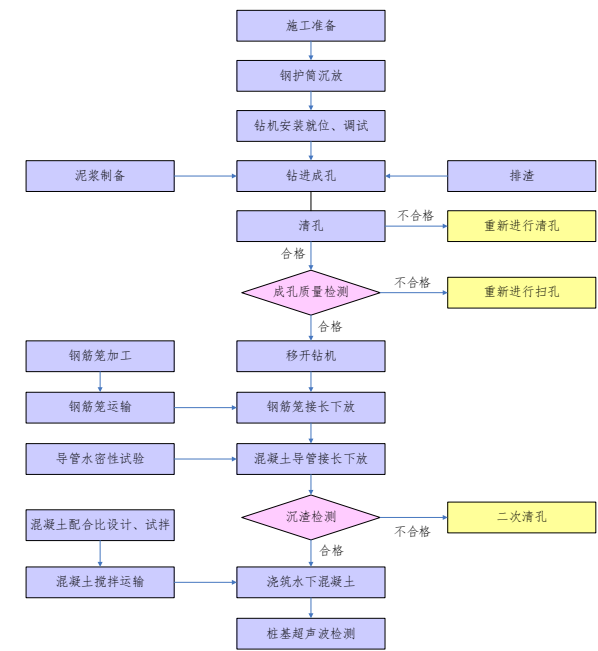 施工准备
钢护筒沉放
钻机安装就位、调试
泥浆制备
钻进成孔
排渣
清孔
不合格
重新进行清孔
合格
成孔质量检测
不合格
重新进行扫孔
合格
钢筋笼加工
移开钻机
钢筋笼运输
钢筋笼接长下放
导管水密性试验
混凝土导管接长下放
沉渣检测
不合格
二次清孔
混凝土配合比设计、试拌
合格
混凝土搅拌运输
浇筑水下混凝土
桩基超声波检测